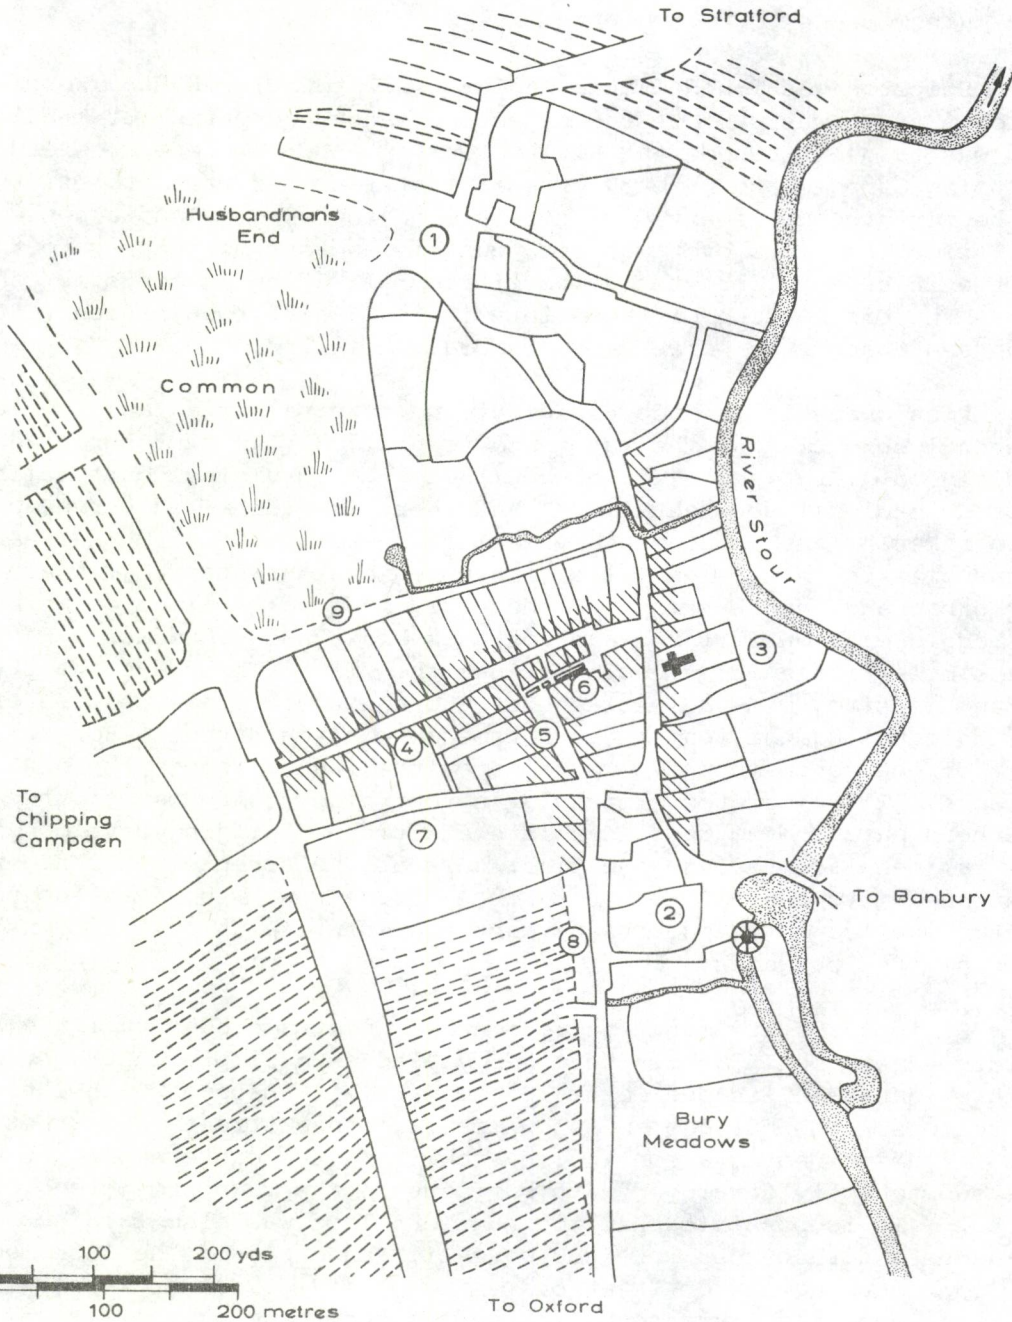 To Stratford
Husbandman's
End
1
Common
River Stour
9
3
6
5
4
To
Chipping
Campden
7
2
To Banbury
8
Bury
Meadows
100 200 yds
100 200 metres
To Oxford